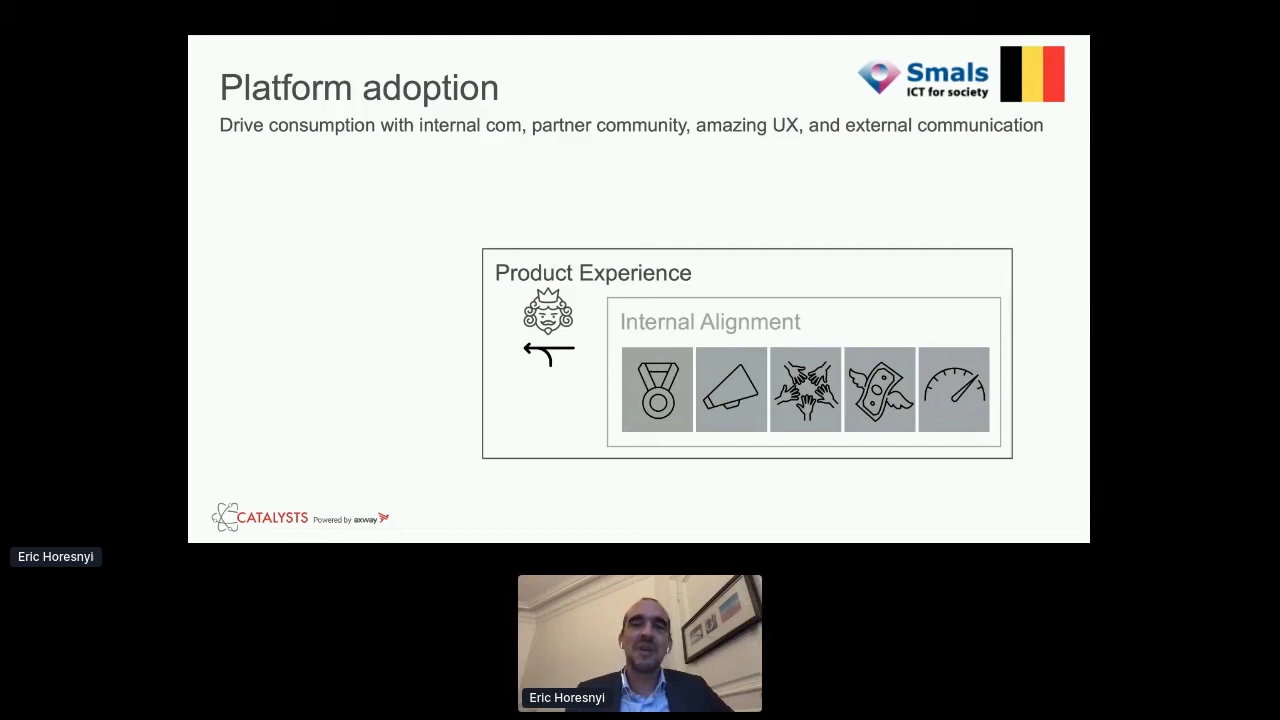 Platform adoption
Smals
ICT for society
Drive consumption with internal com, partner community, amazing UX, and external communication
Product Experience
Internal Alignment
CATALYSTS Powered by axway
Eric Horesnyi
Eric Horesnyi